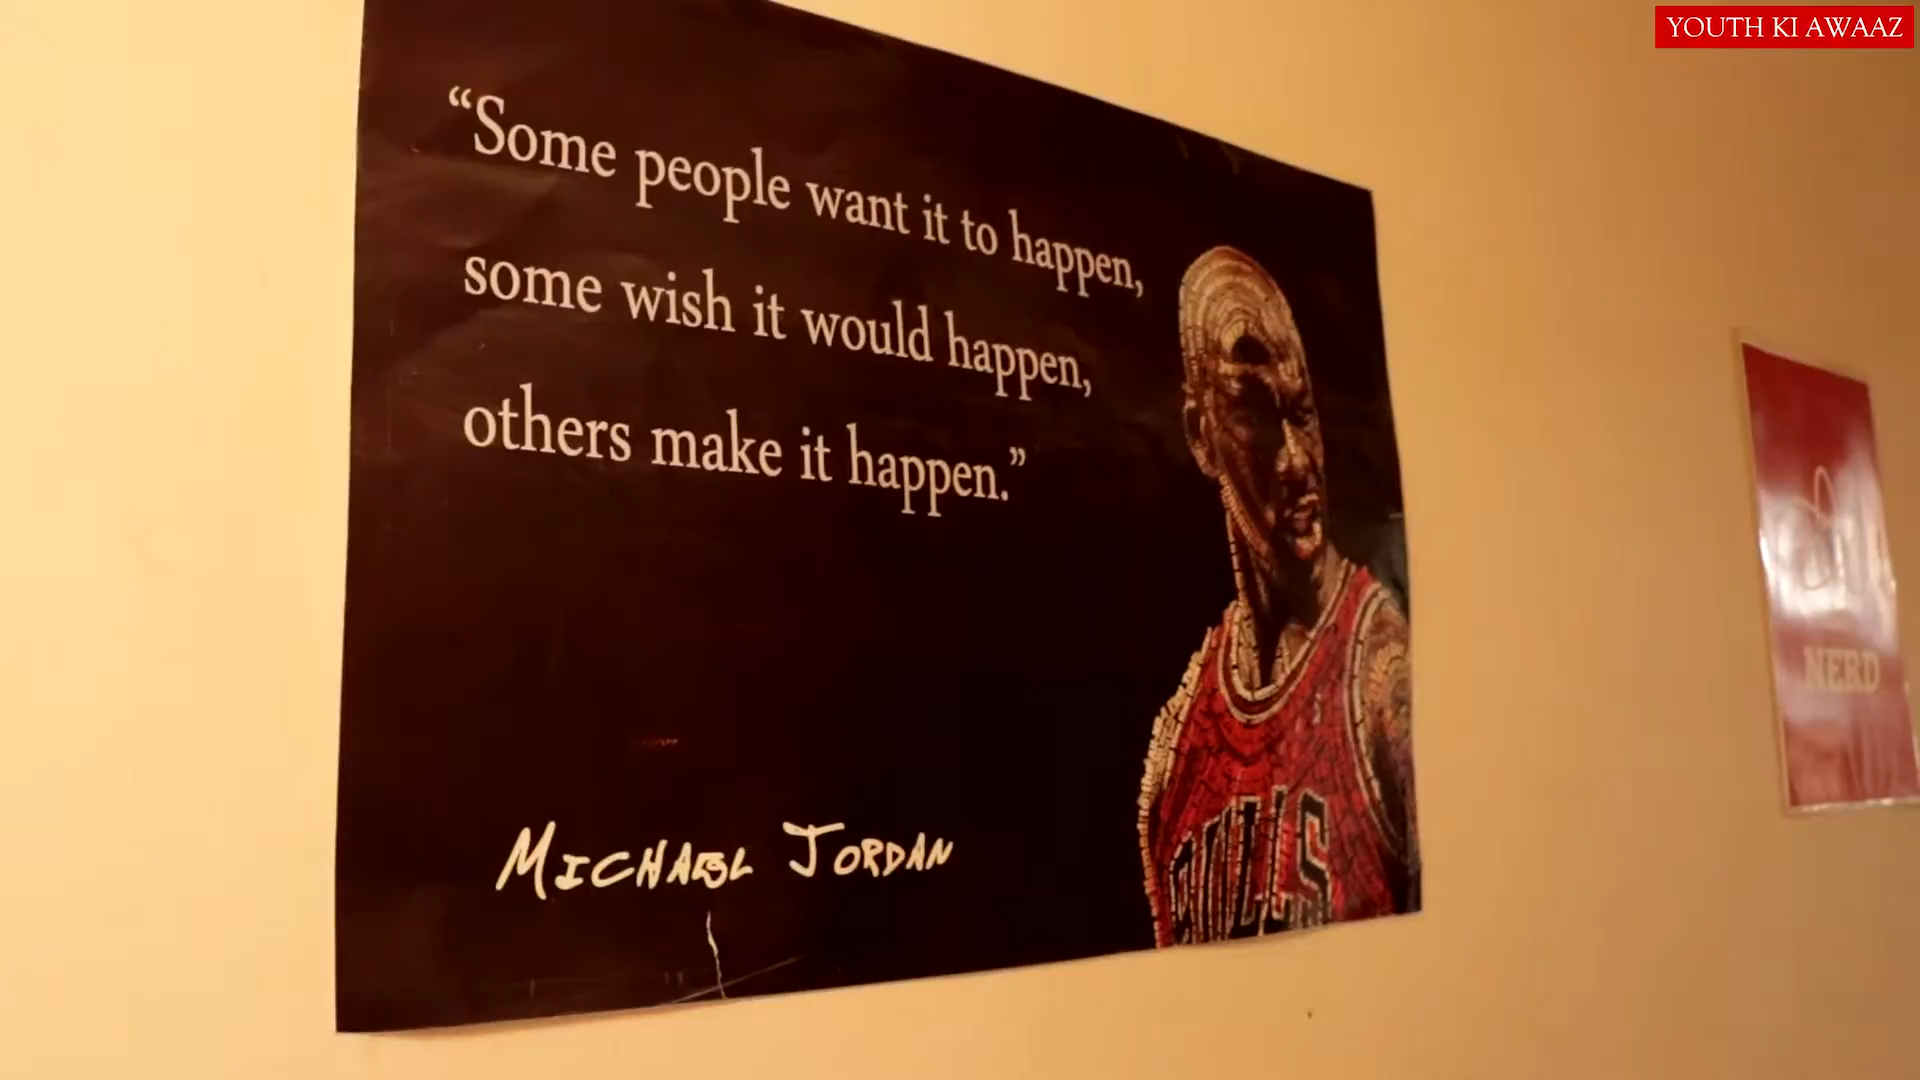 YOUTH KI AWAAZ
“Some people want it to happen,
some wish it would happen,
others make it happen.”
MICHAEL JORDAN
BULLS
NERD